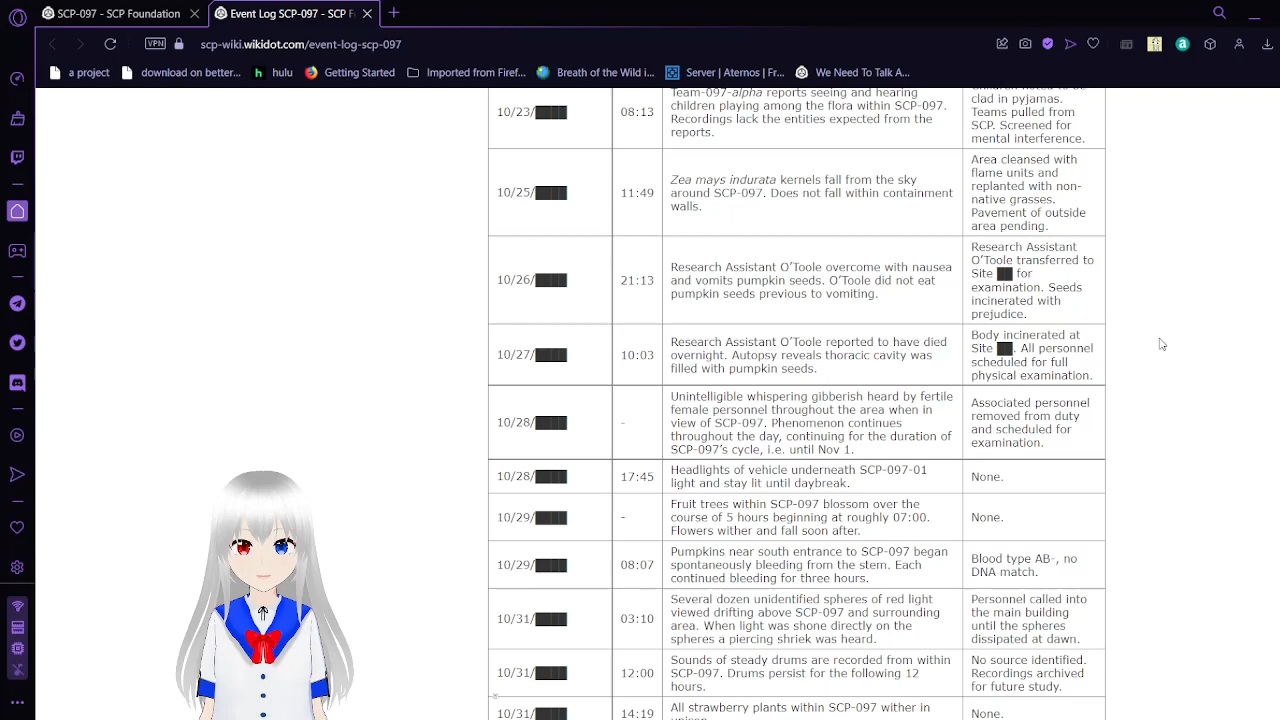 SCP-097 - SCP Foundation
Event Log SCP-097 - SCP F
VPN
scp-wiki.wikidot.com/event-log-scp-097
a project
download on better...
hulu
Getting Started
Imported from Firef...
Breath of the Wild i...
Server | Aternos | Fr...
We Need To Talk A...
10/23/████
08:13
Team-097-alpha reports seeing and hearing
children playing among the flora within SCP-097.
Recordings lack the entities expected from the
reports.
Children noted to be
clad in pyjamas.
Teams pulled from
SCP. Screened for
mental interference.
10/25/████
11:49
Zea mays indurata kernels fall from the sky
around SCP-097. Does not fall within containment
walls.
Area cleansed with
flame units and
replanted with non-
native grasses.
Pavement of outside
area pending.
10/26/████
21:13
Research Assistant O'Toole overcome with nausea
and vomits pumpkin seeds. O'Toole did not eat
pumpkin seeds previous to vomiting.
Research Assistant
O'Toole transferred to
Site ██ for
examination. Seeds
incinerated with
prejudice.
10/27/████
10:03
Research Assistant O'Toole reported to have died
overnight. Autopsy reveals thoracic cavity was
filled with pumpkin seeds.
Body incinerated at
Site ██. All personnel
scheduled for full
physical examination.
10/28/████
-
Unintelligible whispering gibberish heard by fertile
female personnel throughout the area when in
view of SCP-097. Phenomenon continues
throughout the day, continuing for the duration of
SCP-097's cycle, i.e. until Nov 1.
Associated personnel
removed from duty
and scheduled for
examination.
10/28/████
17:45
Headlights of vehicle underneath SCP-097-01
light and stay lit until daybreak.
None.
10/29/████
-
Fruit trees within SCP-097 blossom over the
course of 5 hours beginning at roughly 07:00.
Flowers wither and fall soon after.
None.
10/29/████
08:07
Pumpkins near south entrance to SCP-097 began
spontaneously bleeding from the stem. Each
continued bleeding for three hours.
Blood type AB-, no
DNA match.
10/31/████
03:10
Several dozen unidentified spheres of red light
viewed drifting above SCP-097 and surrounding
area. When light was shone directly on the
spheres a piercing shriek was heard.
Personnel called into
the main building
until the spheres
dissipated at dawn.
10/31/████
12:00
Sounds of steady drums are recorded from within
SCP-097. Drums persist for the following 12
hours.
No source identified.
Recordings archived
for future study.
10/31/████
14:19
All strawberry plants within SCP-097 wither in
unison.
None.